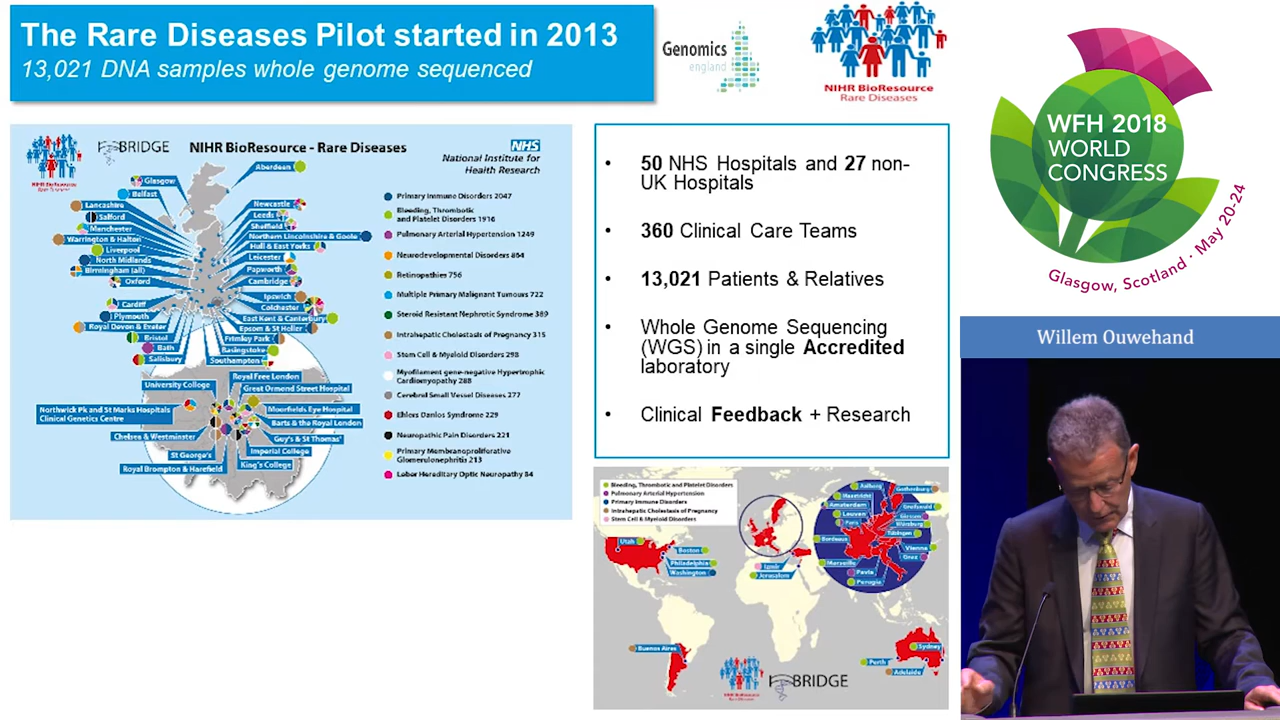 The Rare Diseases Pilot started in 2013
13,021 DNA samples whole genome sequenced
Genomics
england
NIHR BioResource
Rare Diseases
WFH 2018
WORLD
CONGRESS
Glasgow, Scotland · May 20-24
Willem Ouwehand
NIHR BioResource
Rare Diseases
BRIDGE
NIHR BioResource - Rare Diseases
NHS
National Institute for
Health Research
Aberdeen
Glasgow
Belfast
Lancashire
Salford
Manchester
Warrington & Halton
Liverpool
North Midlands
Birmingham (all)
Oxford
Cardiff
Plymouth
Royal Devon & Exeter
Bristol
Bath
Salisbury
Newcastle
Leeds
Sheffield
Northern Lincolnshire & Goole
Hull & East Yorks
Leicester
Papworth
Cambridge
Ipswich
Colchester
East Kent & Canterbury
Epsom & St Helier
Frimley Park
Basingstoke
Southampton
University College
Royal Free London
Great Ormond Street Hospital
Northwick Pk and St Marks Hospitals
Clinical Genetics Centre
Moorfields Eye Hospital
Barts & the Royal London
Chelsea & Westminster
Guy's & St Thomas'
St George's
Imperial College
Royal Brompton & Harefield
King's College
Primary Immune Disorders 2047
Bleeding, Thrombotic
and Platelet Disorders 1916
Pulmonary Arterial Hypertension 1249
Neurodevelopmental Disorders 864
Retinopathies 756
Multiple Primary Malignant Tumours 722
Steroid Resistant Nephrotic Syndrome 389
Intrahepatic Cholestasis of Pregnancy 315
Stem Cell & Myeloid Disorders 298
Myofilament gene-negative Hypertrophic
Cardiomyopathy 288
Cerebral Small Vessel Diseases 277
Ehlers Danlos Syndrome 229
Neuropathic Pain Disorders 221
Primary Membranoproliferative
Glomerulonephritis 213
Leber Hereditary Optic Neuropathy 84
• 50 NHS Hospitals and 27 non-
UK Hospitals
• 360 Clinical Care Teams
• 13,021 Patients & Relatives
• Whole Genome Sequencing
(WGS) in a single Accredited
laboratory
• Clinical Feedback + Research
Bleeding, Thrombotic and Platelet Disorders
Pulmonary Arterial Hypertension
Primary Immune Disorders
Intrahepatic Cholestasis of Pregnancy
Stem Cell & Myeloid Disorders
Utah
Boston
Philadelphia
Washington
Izmir
Jerusalem
Aalborg
Gothenburg
Maastricht
Amsterdam
Greifswald
Leuven
Giessen
Würzburg
Paris
Tübingen
Bordeaux
Vienna
Graz
Marseille
Pavia
Perugia
Buenos Aires
Sydney
Perth
Adelaide
NIHR BioResource
BRIDGE